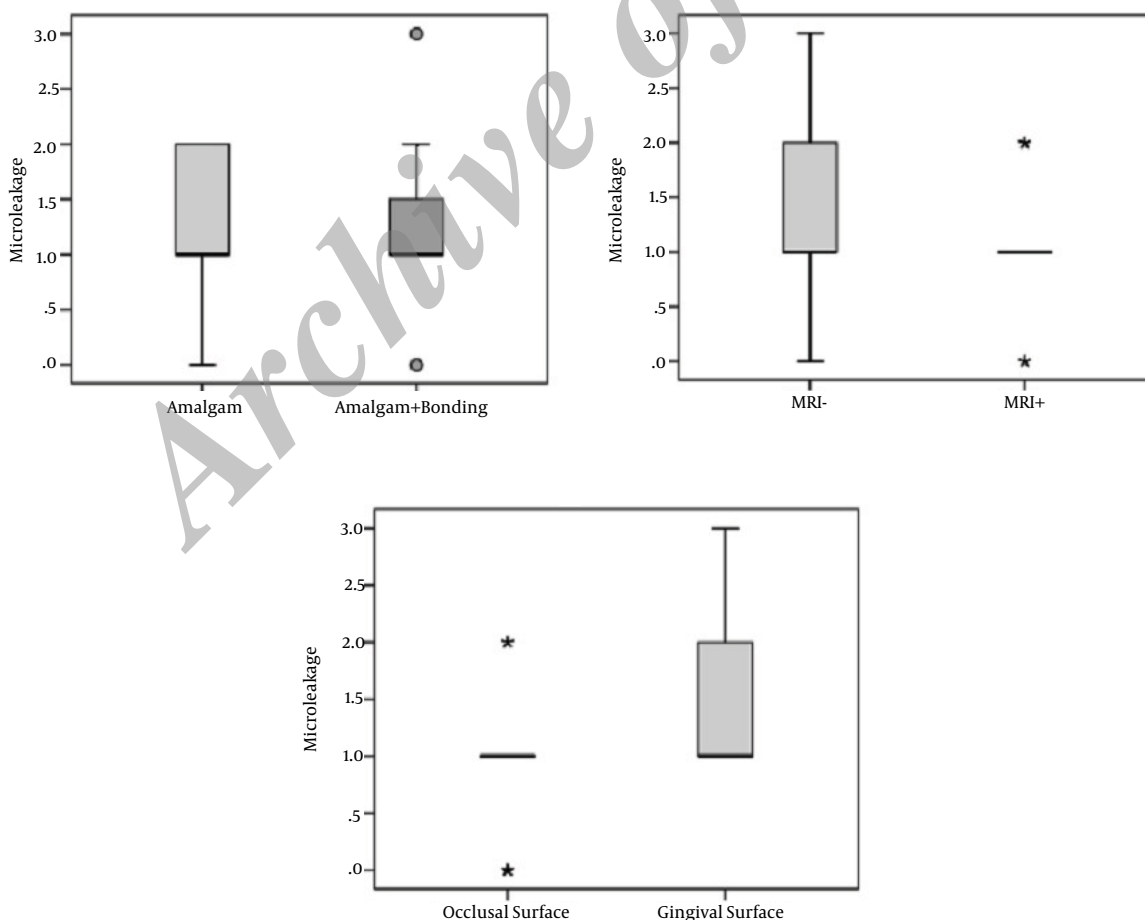 3.0
2.5
2.0
1.5
1.0
.5
.0
Microleakage
Amalgam
Amalgam+Bonding
3.0
2.5
2.0
1.5
1.0
.5
.0
Microleakage
MRI-
MRI+
Archive of
3.0
2.5
2.0
1.5
1.0
.5
.0
Microleakage
Occlusal Surface
Gingival Surface